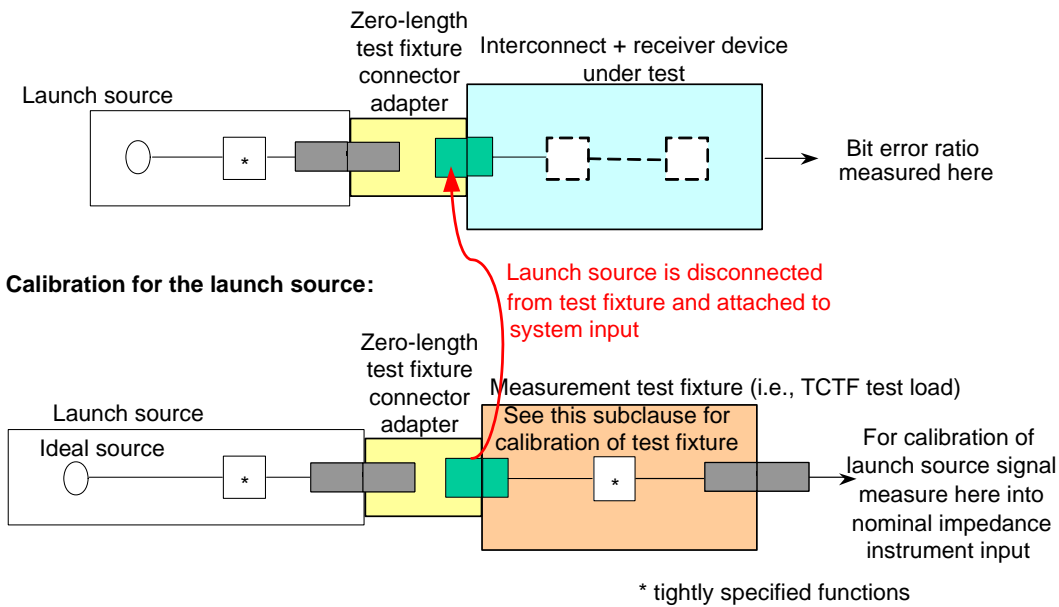 Zero-length
test fixture
connector
adapter
Interconnect + receiver device
under test
Launch source
*
Bit error ratio
measured here
Launch source is disconnected
from test fixture and attached to
system input
Calibration for the launch source:
Zero-length
test fixture
connector
adapter
Measurement test fixture (i.e., TCTF test load)
See this subclause for
calibration of test fixture
Launch source
Ideal source
*
*
For calibration of
launch source signal
measure here into
nominal impedance
instrument input
* tightly specified functions